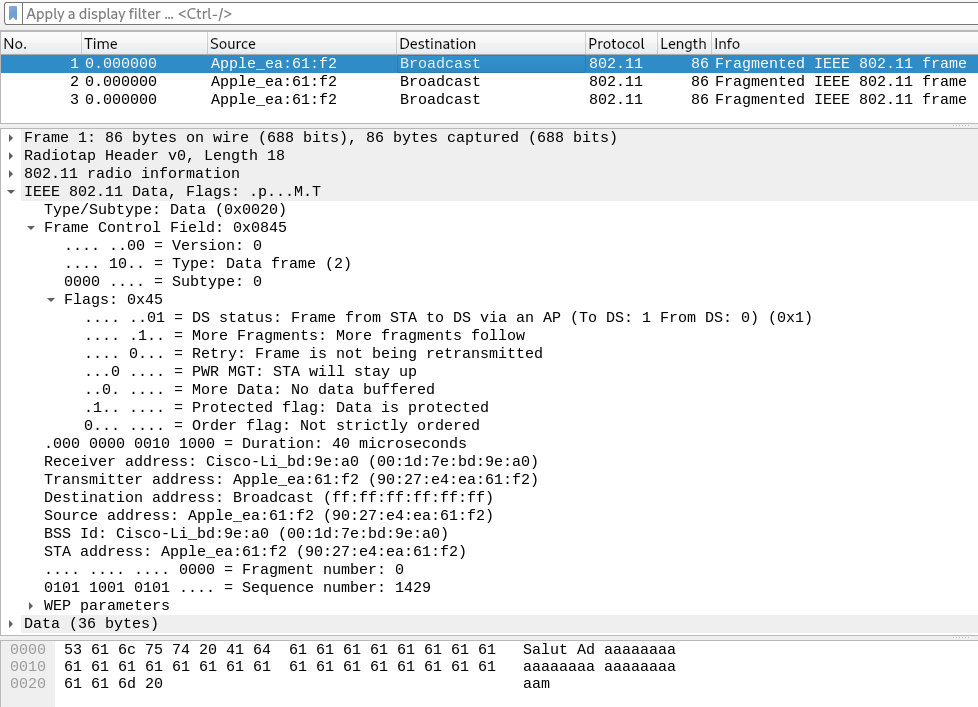 Apply a display filter … <Ctrl-/>
No. Time Source Destination Protocol Length Info
1 0.000000 Apple_ea:61:f2 Broadcast 802.11 86 Fragmented IEEE 802.11 frame
2 0.000000 Apple_ea:61:f2 Broadcast 802.11 86 Fragmented IEEE 802.11 frame
3 0.000000 Apple_ea:61:f2 Broadcast 802.11 86 Fragmented IEEE 802.11 frame
Frame 1: 86 bytes on wire (688 bits), 86 bytes captured (688 bits)
Radiotap Header v0, Length 18
802.11 radio information
IEEE 802.11 Data, Flags: .p...M.T
Type/Subtype: Data (0x0020)
Frame Control Field: 0x0845
.... ..00 = Version: 0
.... 10.. = Type: Data frame (2)
0000 .... = Subtype: 0
Flags: 0x45
.... ..01 = DS status: Frame from STA to DS via an AP (To DS: 1 From DS: 0) (0x1)
.... .1.. = More Fragments: More fragments follow
.... 0... = Retry: Frame is not being retransmitted
...0 .... = PWR MGT: STA will stay up
..0. .... = More Data: No data buffered
.1.. .... = Protected flag: Data is protected
0... .... = Order flag: Not strictly ordered
.000 0000 0010 1000 = Duration: 40 microseconds
Receiver address: Cisco-Li_bd:9e:a0 (00:1d:7e:bd:9e:a0)
Transmitter address: Apple_ea:61:f2 (90:27:e4:ea:61:f2)
Destination address: Broadcast (ff:ff:ff:ff:ff:ff)
Source address: Apple_ea:61:f2 (90:27:e4:ea:61:f2)
BSS Id: Cisco-Li_bd:9e:a0 (00:1d:7e:bd:9e:a0)
STA address: Apple_ea:61:f2 (90:27:e4:ea:61:f2)
.... .... .... 0000 = Fragment number: 0
0101 1001 0101 .... = Sequence number: 1429
WEP parameters
Data (36 bytes)
0000 53 61 6c 75 74 20 41 64 61 61 61 61 61 61 61 61 Salut Ad aaaaaaaa
0010 61 61 61 61 61 61 61 61 61 61 61 61 61 61 61 61 aaaaaaaa aaaaaaaa
0020 61 61 6d 20 aam